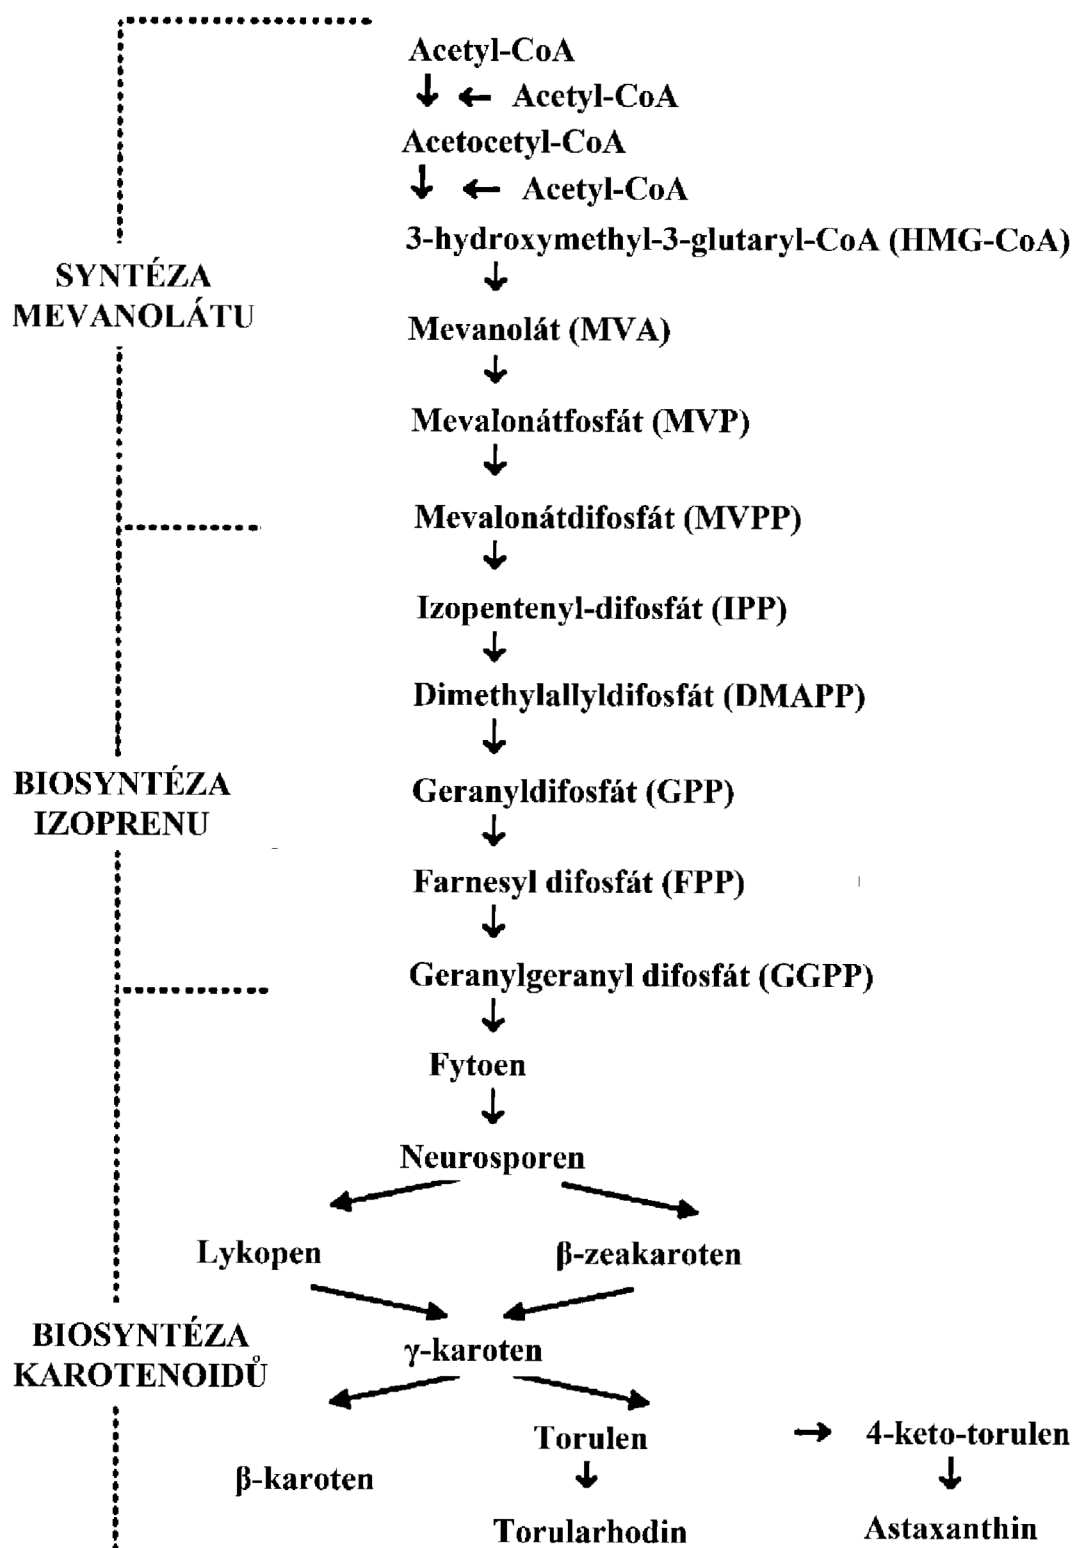 Acetyl-CoA
Acetyl-CoA
Acetocetyl-CoA
Acetyl-CoA
3-hydroxymethyl-3-glutaryl-CoA (HMG-CoA)
SYNTÉZA
MEVANOLÁTU
Mevanolát (MVA)
Mevalonátfosfát (MVP)
Mevalonátdifosfát (MVPP)
Izopentenyl-difosfát (IPP)
Dimethylallyldifosfát (DMAPP)
BIOSYNTÉZA
IZOPRENU
Geranyldifosfát (GPP)
Farnesyl difosfát (FPP)
Geranylgeranyl difosfát (GGPP)
Fytoen
Neurosporen
Lykopen
β-zeakaroten
BIOSYNTÉZA
KAROTENOIDŮ
γ-karoten
Torulen
4-keto-torulen
β-karoten
Torularhodin
Astaxanthin